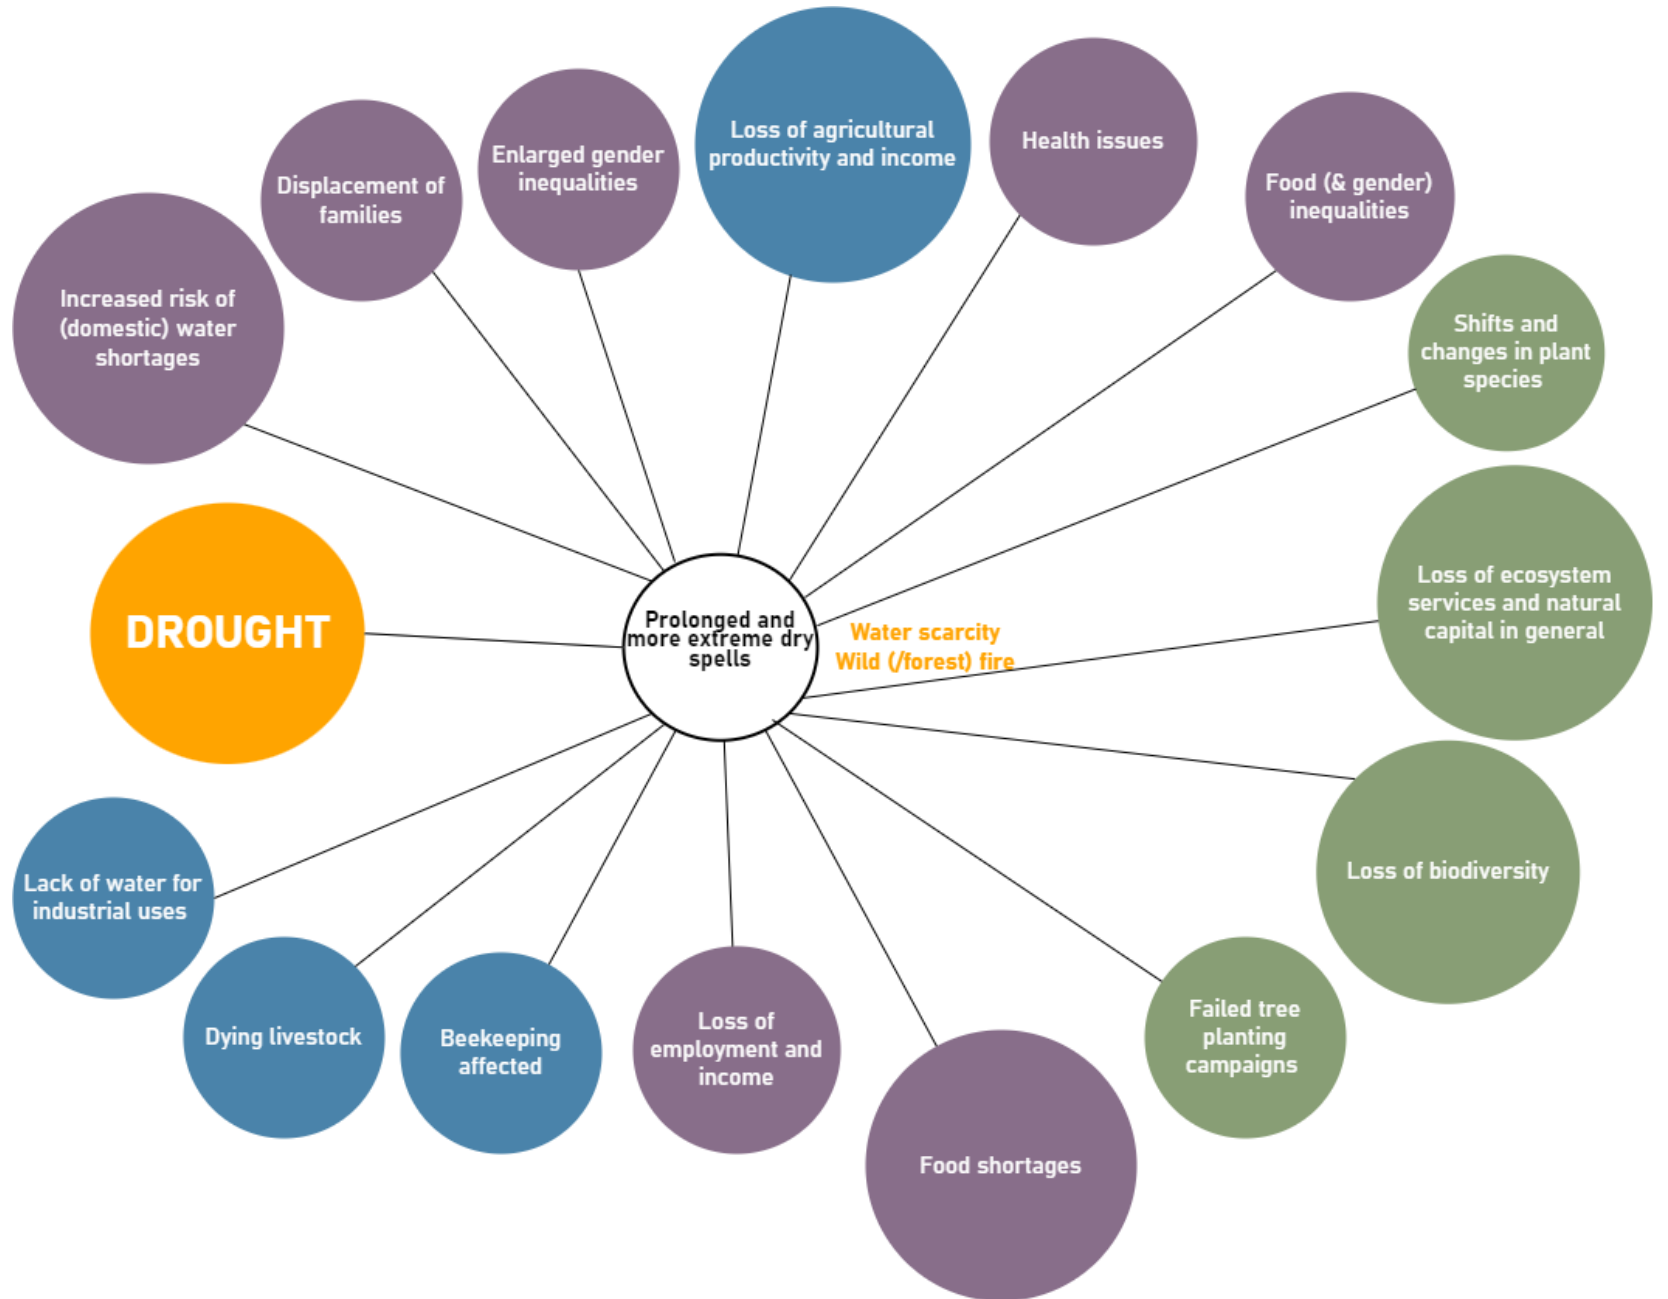 Loss of agricultural
productivity and income
Health issues
Enlarged gender
inequalities
Displacement of
families
Food (& gender)
inequalities
Increased risk of
(domestic) water
shortages
Shifts and
changes in plant
species
DROUGHT
Prolonged and
more extreme dry
spells
Water scarcity
Wild (/forest) fire
Loss of ecosystem
services and natural
capital in general
Loss of biodiversity
Lack of water for
industrial uses
Dying livestock
Beekeeping
affected
Loss of
employment and
income
Food shortages
Failed tree
planting
campaigns